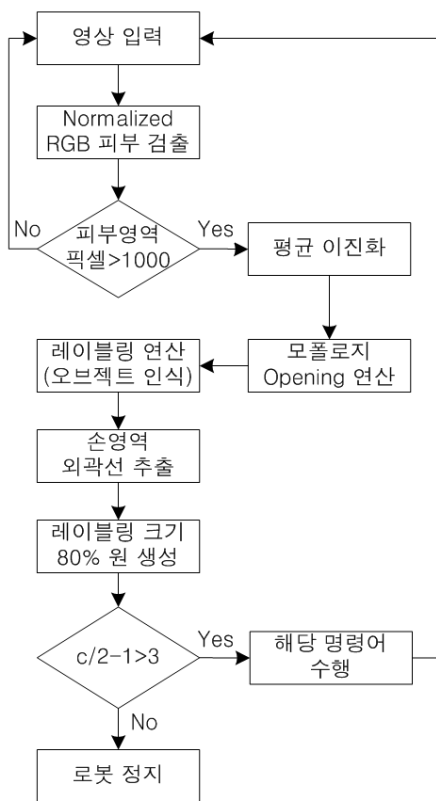 영상 입력
Normalized
RGB 피부 검출
No
피부영역
픽셀>1000
Yes
평균 이진화
레이블링 연산
(오브젝트 인식)
모폴로지
Opening 연산
손영역
외곽선 추출
레이블링 크기
80% 원 생성
c/2-1>3
Yes
해당 명령어
수행
No
로봇 정지